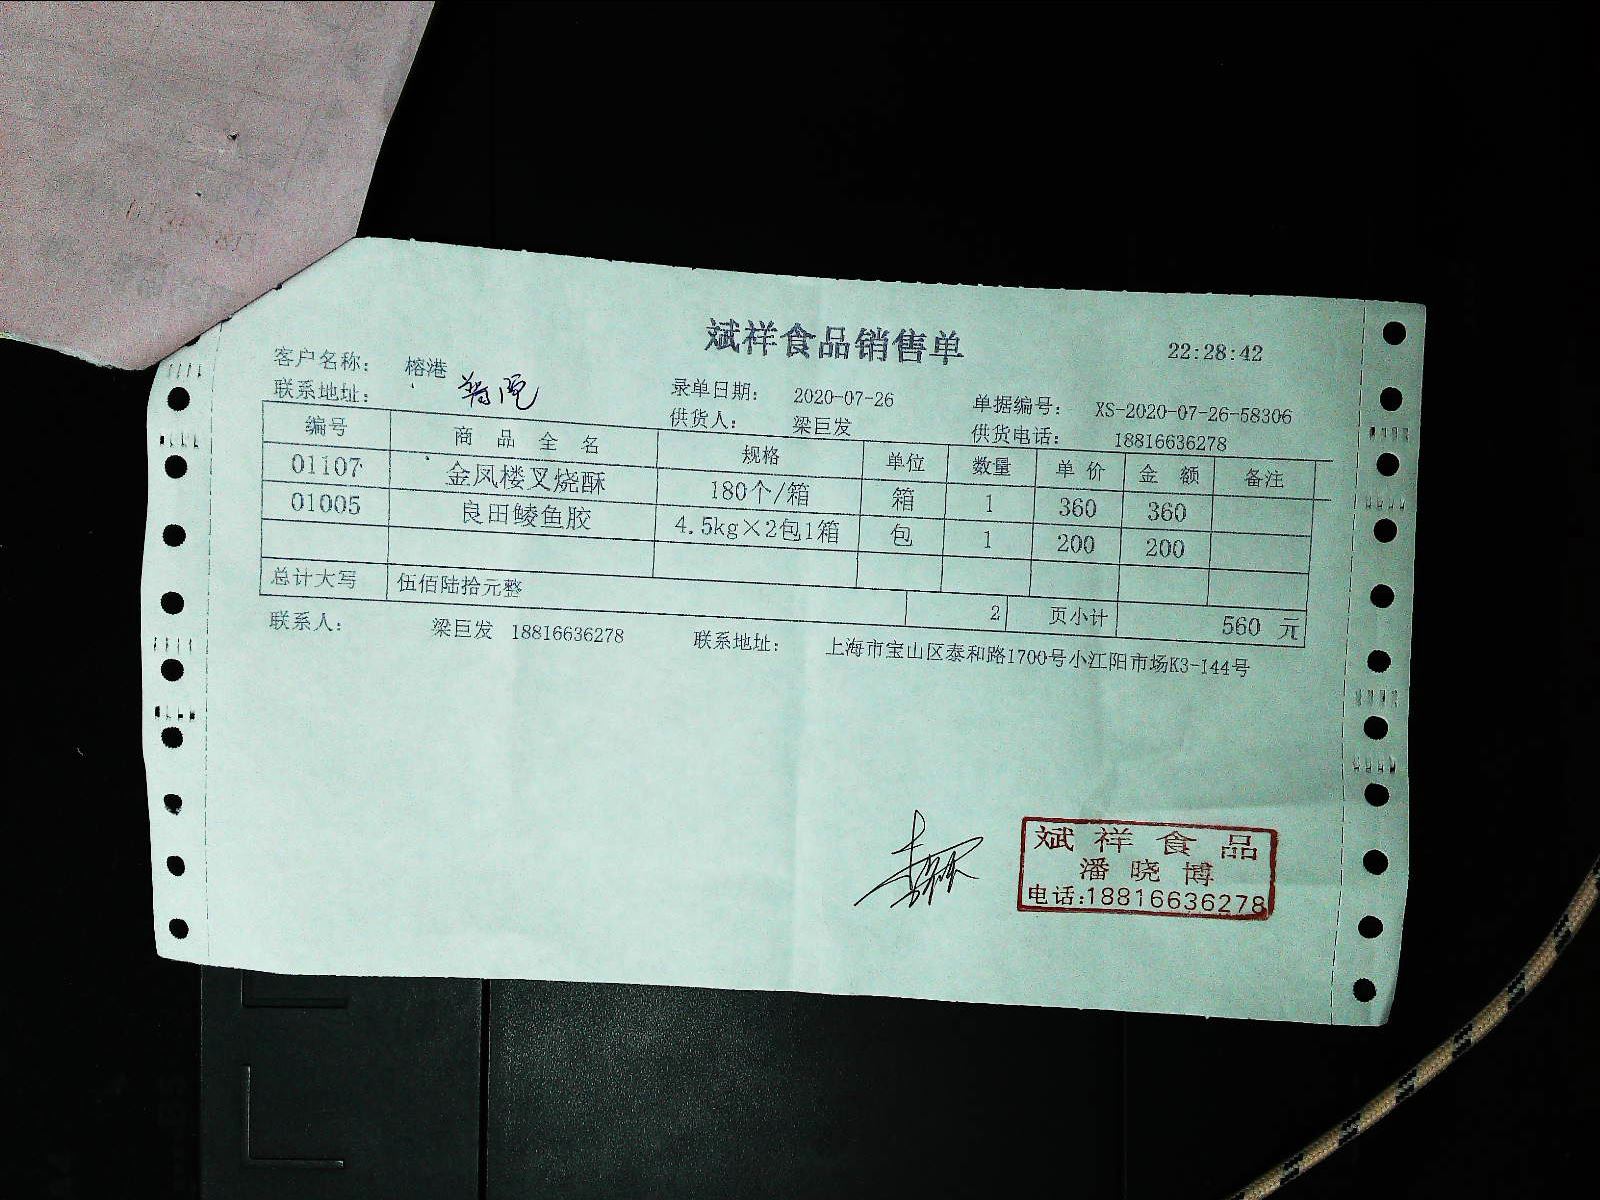 斌祥食品销售单
22:28:42
客户名称： 榕港
联系地址： 录单日期： 2020-07-26 单据编号： XS-2020-07-26-58306
供货人： 梁巨发 供货电话： 18816636278
编号 商品全名 规格 单位 数量 单价 金额 备注
01107 金凤楼叉烧酥 180个/箱 箱 1 360 360
01005 良田鲮鱼胶 4.5kg×2包1箱 包 1 200 200
总计大写 伍佰陆拾元整 2 页小计 560 元
联系人： 梁巨发 18816636278 联系地址： 上海市宝山区泰和路1700号小江阳市场K3-144号
斌祥食品
潘晓博
电话:18816636278